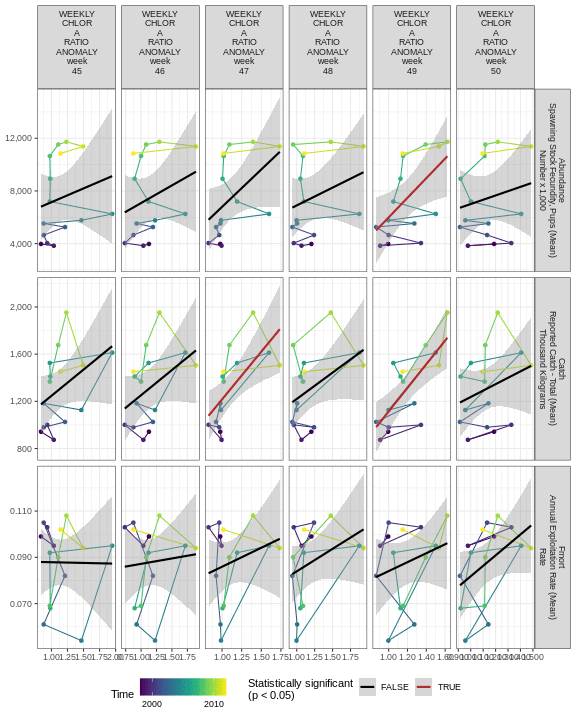 WEEKLY
CHLOR
A
RATIO
ANOMALY
week
45
WEEKLY
CHLOR
A
RATIO
ANOMALY
week
46
WEEKLY
CHLOR
A
RATIO
ANOMALY
week
47
WEEKLY
CHLOR
A
RATIO
ANOMALY
week
48
WEEKLY
CHLOR
A
RATIO
ANOMALY
week
49
WEEKLY
CHLOR
A
RATIO
ANOMALY
week
50
12,000
8,000
4,000
Abundance
Spawning Stock Fecundity, Pups (Mean)
Number x 1,000
2,000
1,600
1,200
800
Catch
Reported Catch - Total (Mean)
Thousand Kilograms
0.110
0.090
0.070
Fmort
Annual Exploitation Rate (Mean)
Rate
1.00 1.25 1.50 1.75 2.00
0.75 1.00 1.25 1.50 1.75
1.00 1.25 1.50 1.75
1.00 1.25 1.50 1.75
1.00 1.20 1.40 1.60
Time
2000
2010
Statistically significant
(p < 0.05)
FALSE
TRUE